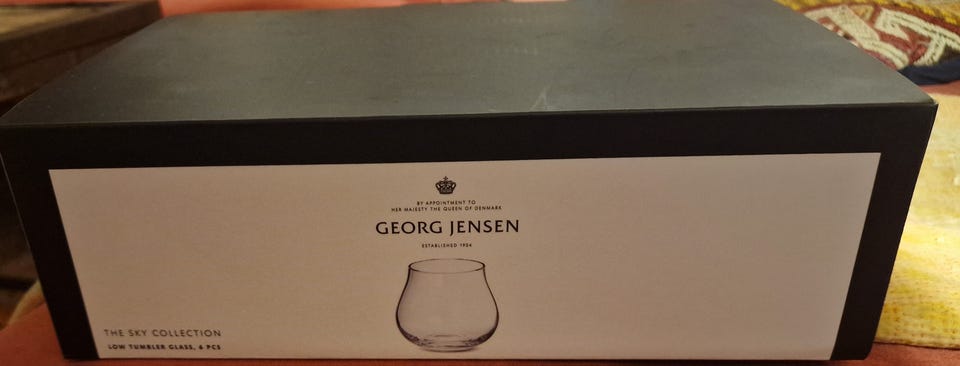 BY APPOINTMENT TO
HER MAJESTY THE QUEEN OF DENMARK
GEORG JENSEN
ESTABLISHED 1904
THE SKY COLLECTION
LOW TUMBLER GLASS, 6 PCS